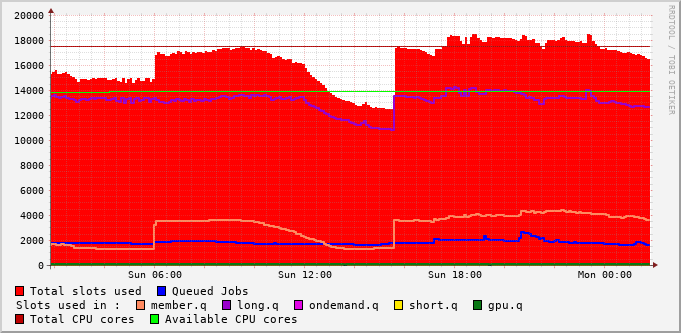 20000
18000
16000
14000
12000
10000
8000
6000
4000
2000
0
Sun 06:00 Sun 12:00 Sun 18:00 Mon 00:00
Total slots used Queued Jobs
Slots used in : member.q long.q ondemand.q short.q gpu.q
Total CPU cores Available CPU cores
RRDTOOL / TOBI OETIKER